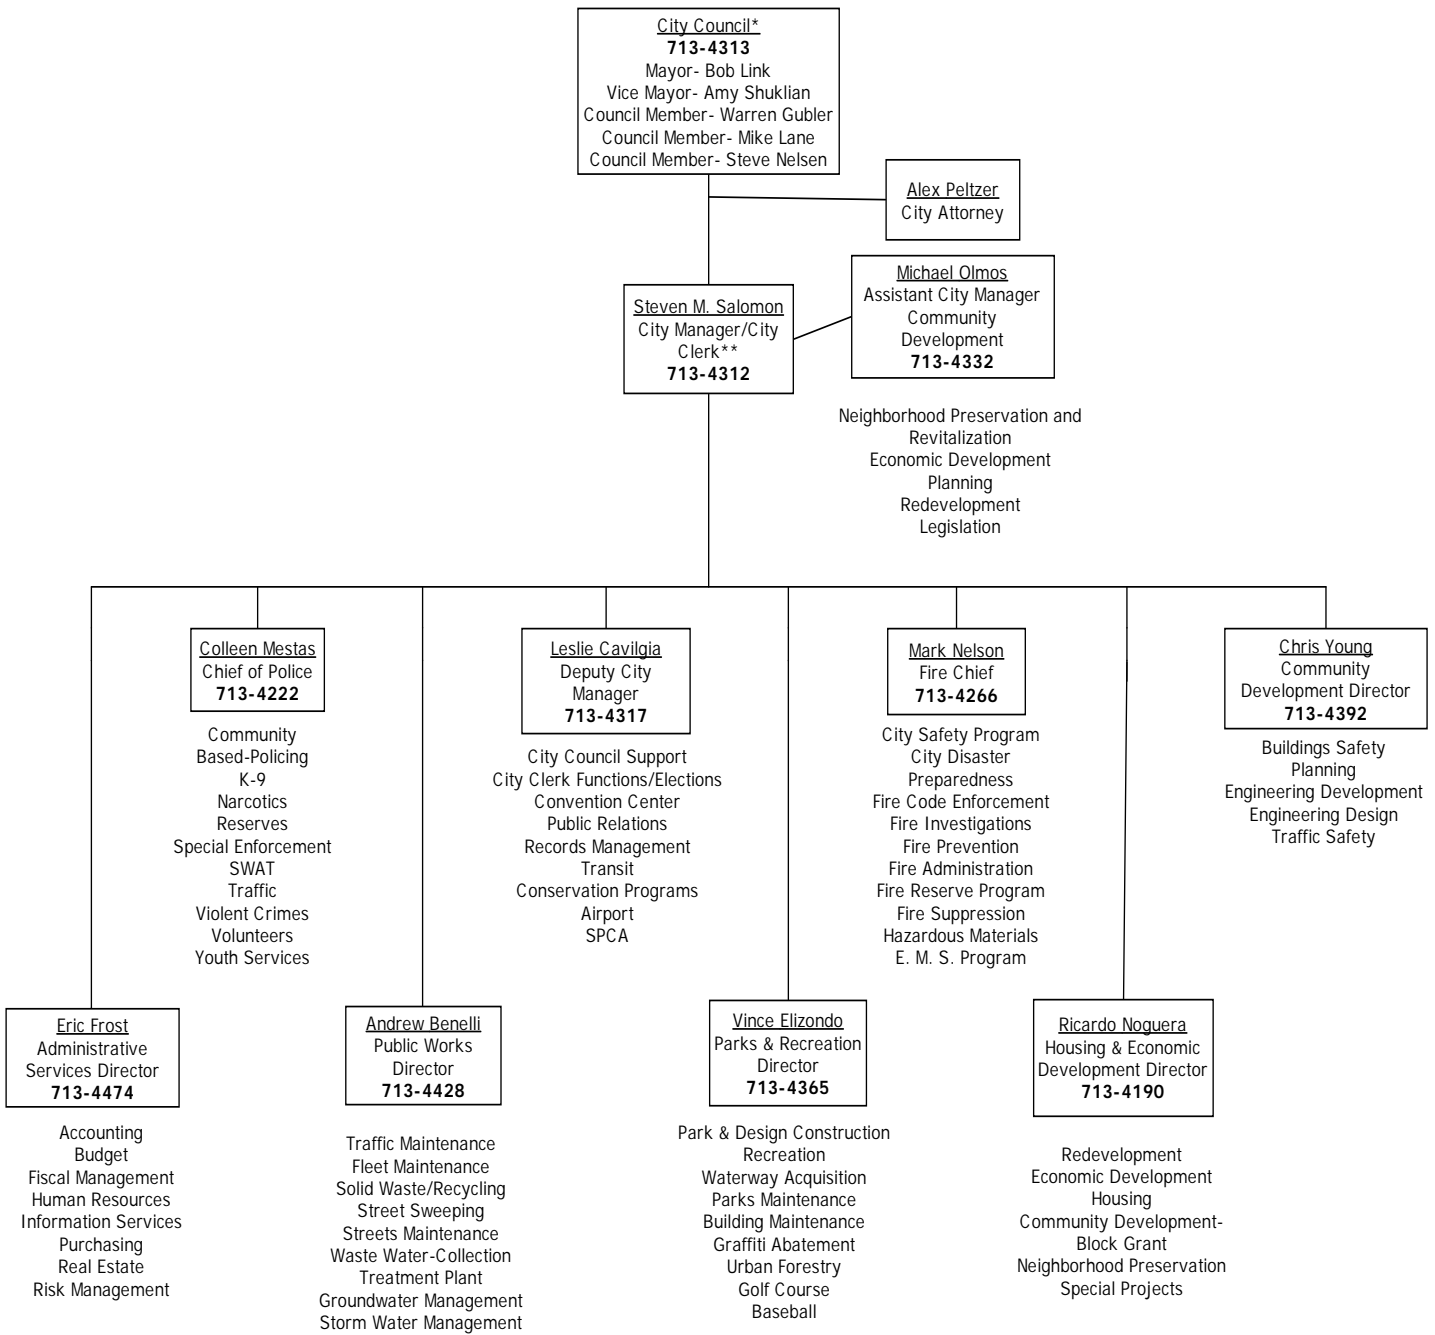 City Council*
713-4313
Mayor- Bob Link
Vice Mayor- Amy Shuklian
Council Member- Warren Gubler
Council Member- Mike Lane
Council Member- Steve Nelsen
Alex Peltzer
City Attorney
Michael Olmos
Assistant City Manager
Community
Development
713-4332
Steven M. Salomon
City Manager/City
Clerk**
713-4312
Neighborhood Preservation and
Revitalization
Economic Development
Planning
Redevelopment
Legislation
Colleen Mestas
Chief of Police
713-4222
Community
Based-Policing
K-9
Narcotics
Reserves
Special Enforcement
SWAT
Traffic
Violent Crimes
Volunteers
Youth Services
Leslie Cavilgia
Deputy City
Manager
713-4317
City Council Support
City Clerk Functions/Elections
Convention Center
Public Relations
Records Management
Transit
Conservation Programs
Airport
SPCA
Mark Nelson
Fire Chief
713-4266
City Safety Program
City Disaster
Preparedness
Fire Code Enforcement
Fire Investigations
Fire Prevention
Fire Administration
Fire Reserve Program
Fire Suppression
Hazardous Materials
E. M. S. Program
Chris Young
Community
Development Director
713-4392
Buildings Safety
Planning
Engineering Development
Engineering Design
Traffic Safety
Eric Frost
Administrative
Services Director
713-4474
Accounting
Budget
Fiscal Management
Human Resources
Information Services
Purchasing
Real Estate
Risk Management
Andrew Benelli
Public Works
Director
713-4428
Traffic Maintenance
Fleet Maintenance
Solid Waste/Recycling
Street Sweeping
Streets Maintenance
Waste Water-Collection
Treatment Plant
Groundwater Management
Storm Water Management
Vince Elizondo
Parks & Recreation
Director
713-4365
Park & Design Construction
Recreation
Waterway Acquisition
Parks Maintenance
Building Maintenance
Graffiti Abatement
Urban Forestry
Golf Course
Baseball
Ricardo Noguera
Housing & Economic
Development Director
713-4190
Redevelopment
Economic Development
Housing
Community Development-
Block Grant
Neighborhood Preservation
Special Projects